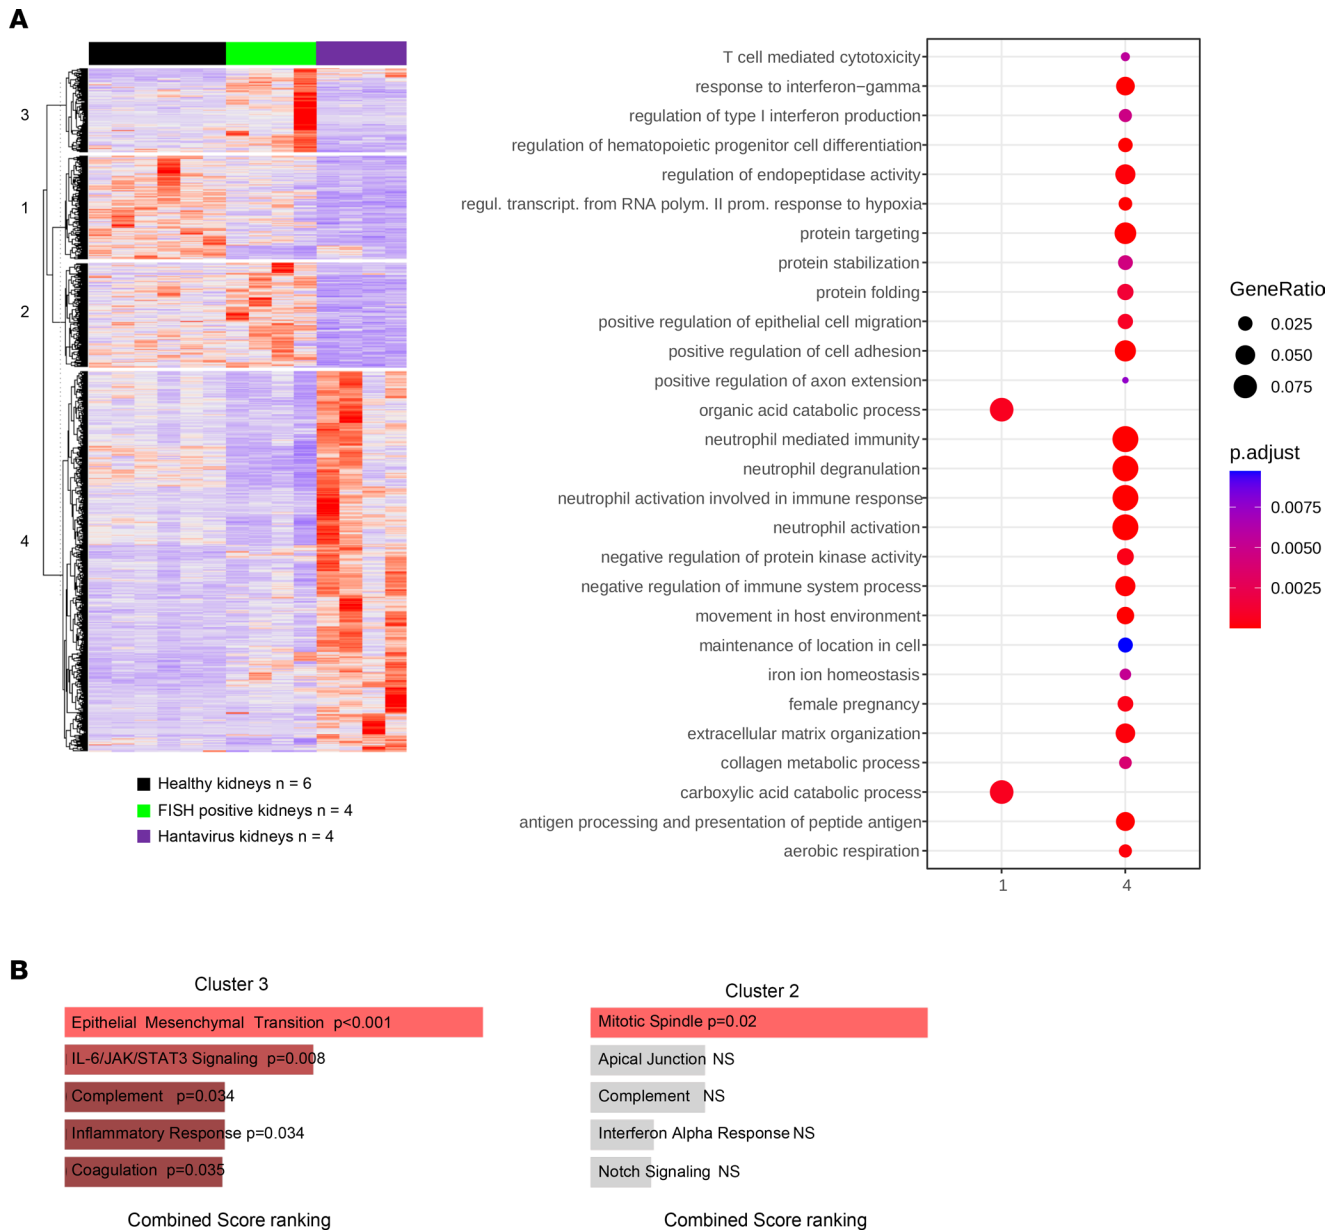 A
3
1
2
4
Healthy kidneys n = 6
FISH positive kidneys n = 4
Hantavirus kidneys n = 4
T cell mediated cytotoxicity
response to interferon−gamma
regulation of type I interferon production
regulation of hematopoietic progenitor cell differentiation
regulation of endopeptidase activity
regul. transcript. from RNA polym. II prom. response to hypoxia
protein targeting
protein stabilization
protein folding
positive regulation of epithelial cell migration
positive regulation of cell adhesion
positive regulation of axon extension
organic acid catabolic process
neutrophil mediated immunity
neutrophil degranulation
neutrophil activation involved in immune response
neutrophil activation
negative regulation of protein kinase activity
negative regulation of immune system process
movement in host environment
maintenance of location in cell
iron ion homeostasis
female pregnancy
extracellular matrix organization
collagen metabolic process
carboxylic acid catabolic process
antigen processing and presentation of peptide antigen
aerobic respiration
1 4
GeneRatio
0.025
0.050
0.075
p.adjust
0.0075
0.0050
0.0025
B
Cluster 3
Epithelial Mesenchymal Transition p<0.001
IL-6/JAK/STAT3 Signaling p=0.008
Complement p=0.034
Inflammatory Response p=0.034
Coagulation p=0.035
Combined Score ranking
Cluster 2
Mitotic Spindle p=0.02
Apical Junction NS
Complement NS
Interferon Alpha Response NS
Notch Signaling NS
Combined Score ranking